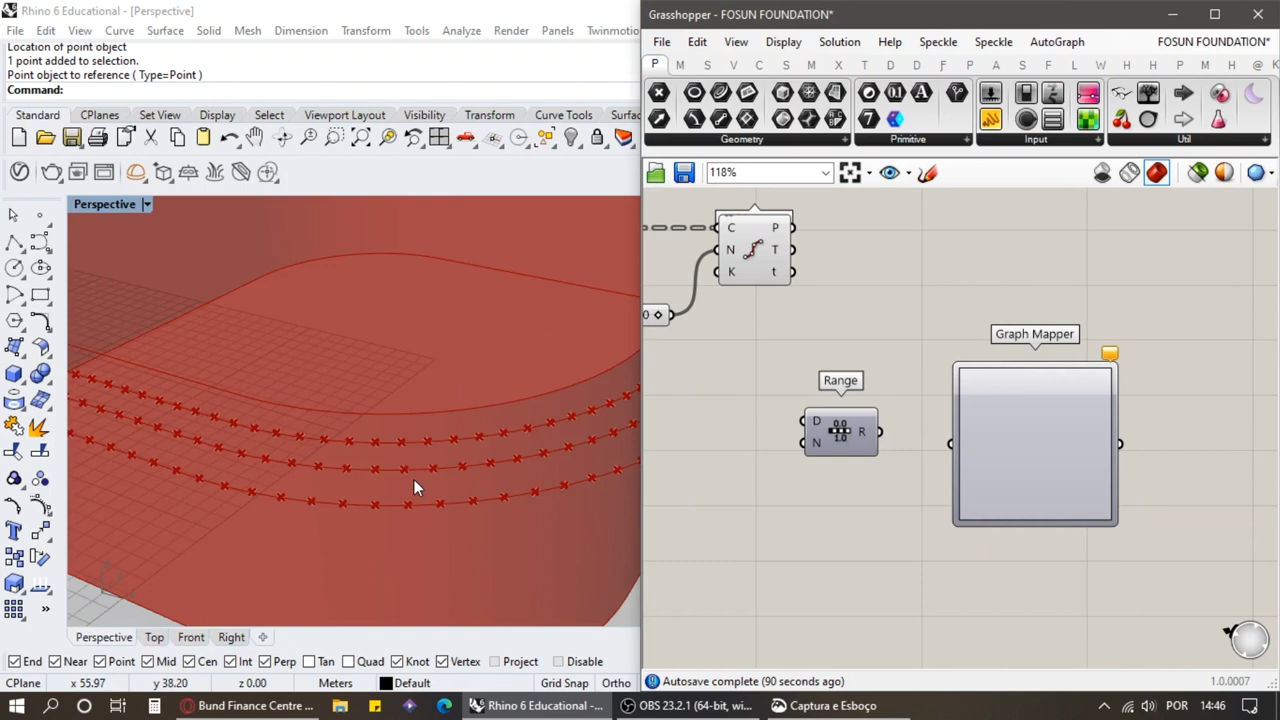 Rhino 6 Educational - [Perspective]
File Edit View Curve Surface Solid Mesh Dimension Transform Tools Analyze Render Panels Twinmotio
Location of point object
1 point added to selection.
Point object to reference ( Type=Point )
Command:
Standard CPlanes Set View Display Select Viewport Layout Visibility Transform Curve Tools Surfac
Perspective
Perspective Top Front Right
End Near Point Mid Cen Int Perp Tan Quad Knot Vertex Project Disable
CPlane x 55.97 y 38.20 z 0.00 Meters Default Grid Snap Ortho
Grasshopper - FOSUN FOUNDATION*
File Edit View Display Solution Help Speckle Speckle AutoGraph FOSUN FOUNDATION*
P M S V C S M X T D D F P A L W H H @ K
Geometry Primitive Input Util
118%
C P
N T
K t
0
Range
D
N
R
0.0
1.0
Graph Mapper
Autosave complete (90 seconds ago)
1.0.0007
Bund Finance Centre ... Rhino 6 Educational -... OBS 23.2.1 (64-bit, wi... Captura e Esboço POR 14:46